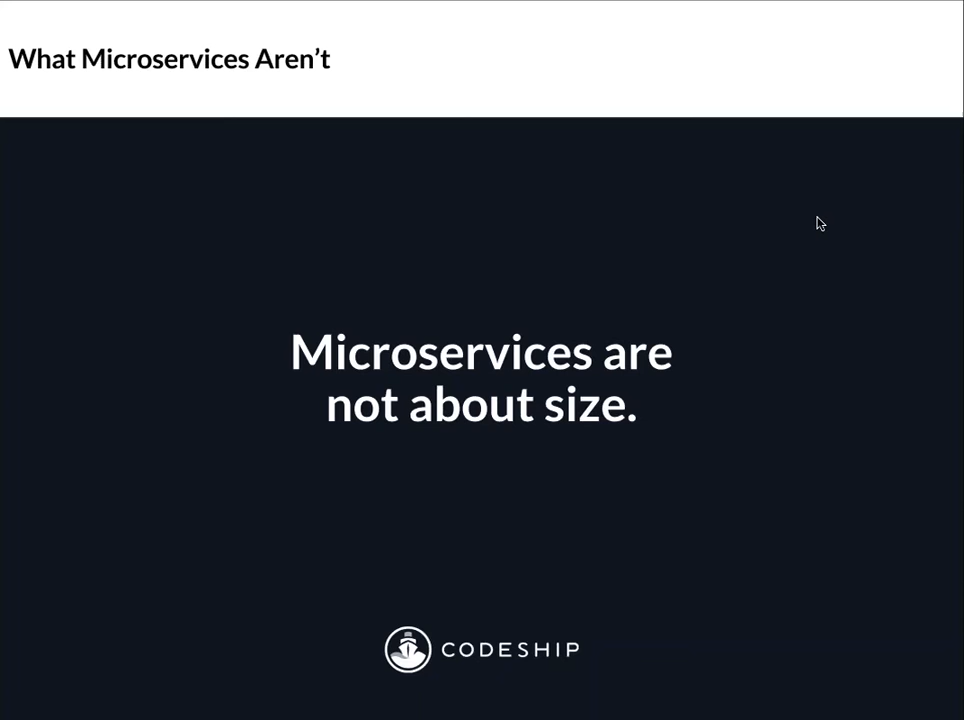 What Microservices Aren’t
Microservices are
not about size.
CODESHIP